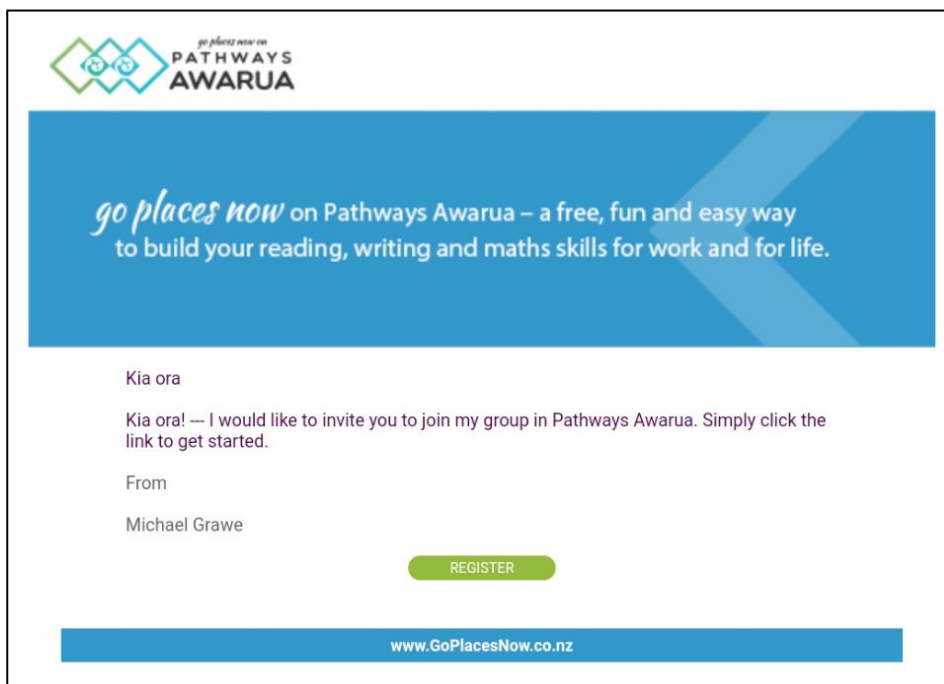 go places now on
PATHWAYS
AWARUA
go places now on Pathways Awarua – a free, fun and easy way
to build your reading, writing and maths skills for work and for life.
Kia ora
Kia ora! --- I would like to invite you to join my group in Pathways Awarua. Simply click the
link to get started.
From
Michael Grawe
REGISTER
www.GoPlacesNow.co.nz